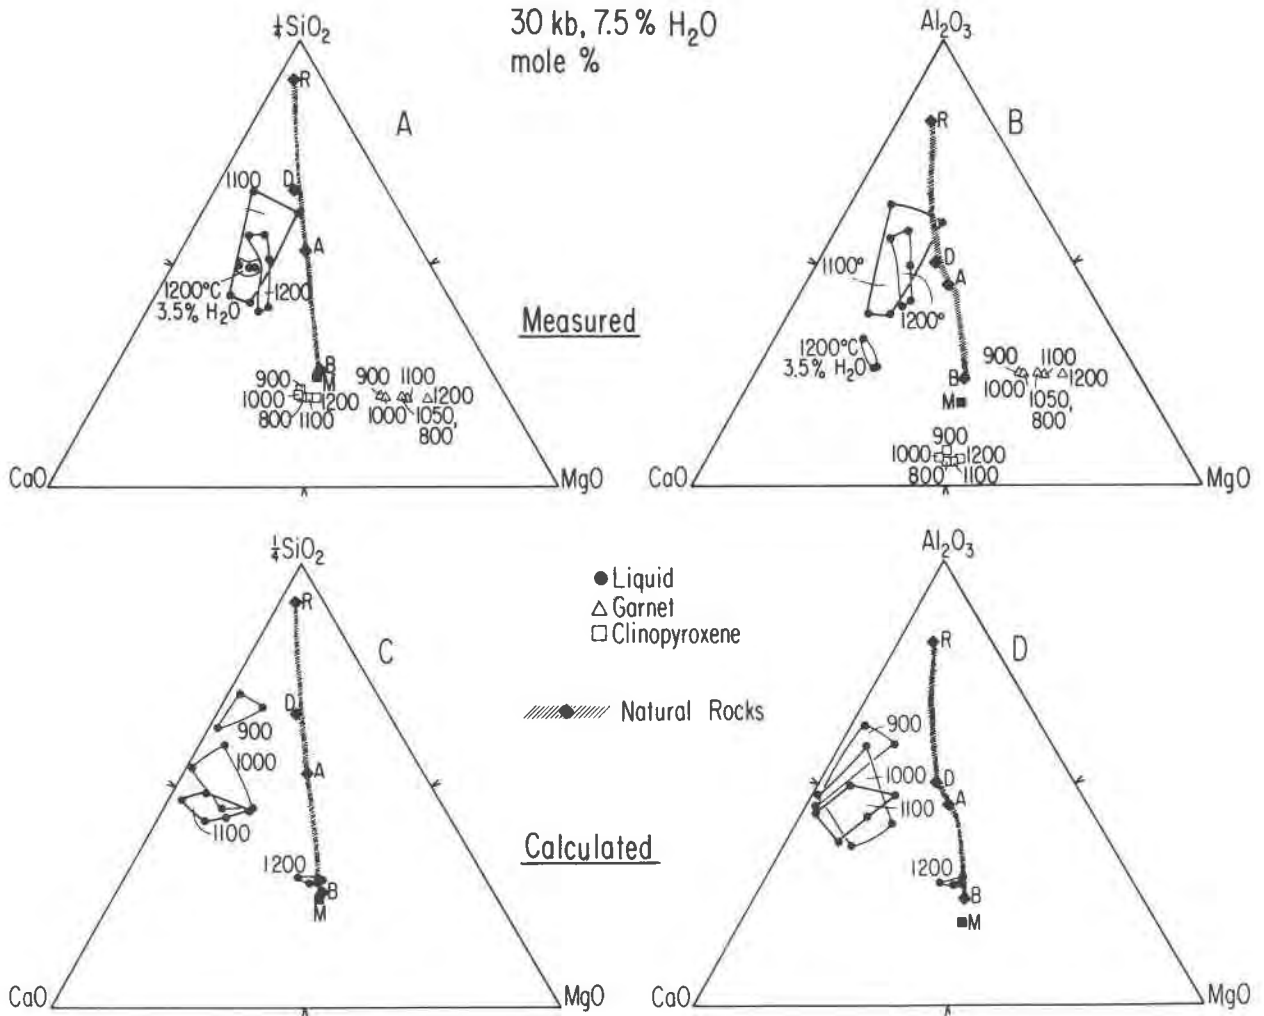 30 kb, 7.5% H₂O
mole %
¼SiO₂
R
A
D
1100
A
1200°C
3.5% H₂O
1200
B
M
900
1000
800
1100
1200
900
1100
1000
1200
1050,
800
CaO
MgO
Al₂O₃
R
B
D
1100°
A
1200°
1200°C
3.5% H₂O
B
M
900
1100
1000
1200
1050,
800
900
1000
1200
800
1100
CaO
MgO
Measured
¼SiO₂
R
C
D
900
1000
A
1100
1200
B
M
CaO
MgO
Liquid
Garnet
Clinopyroxene
Natural Rocks
Calculated
Al₂O₃
R
D
900
1000
D
A
1100
1200
B
M
CaO
MgO